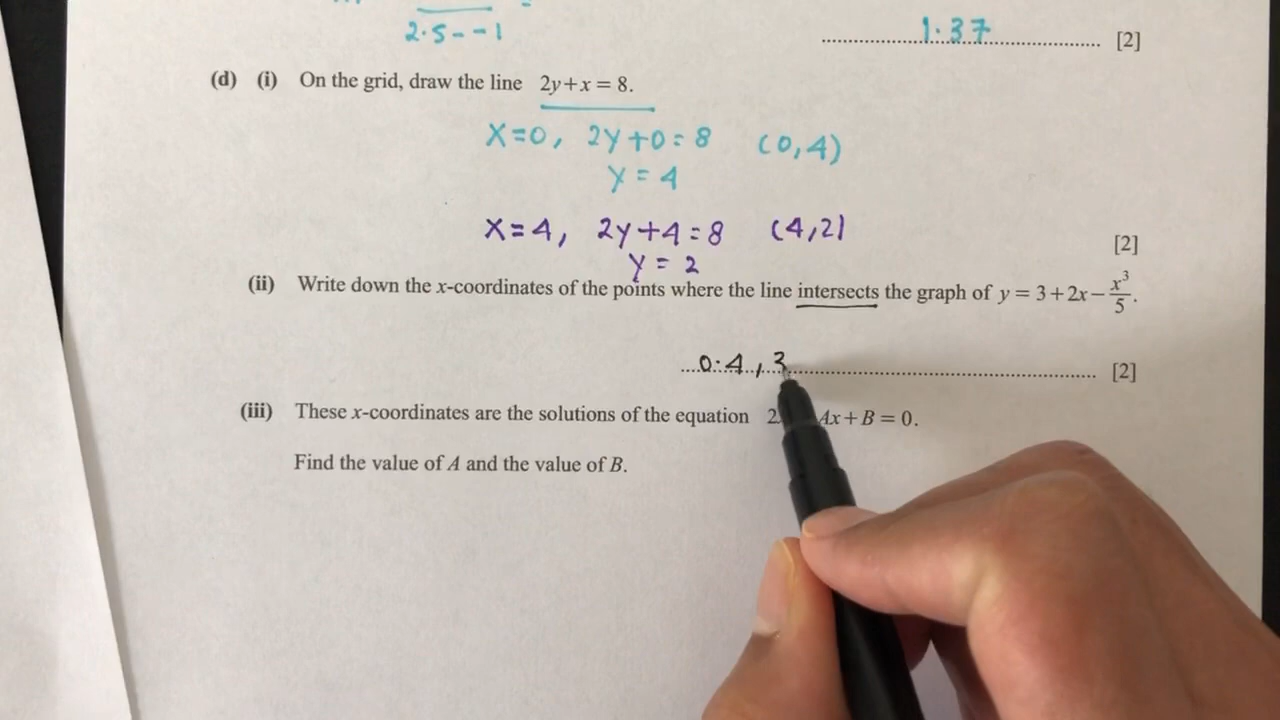 2.5 - -1
1.37
[2]
(d) (i) On the grid, draw the line 2y+x = 8.
x=0, 2y+0=8 (0,4)
y = 4
x=4, 2y+4=8 (4,2)
[2]
y = 2
(ii) Write down the x-coordinates of the points where the line intersects the graph of y = 3+2x−x³/5.
0.4, 3 [2]
(iii) These x-coordinates are the solutions of the equation 2 Ax+B = 0.
Find the value of A and the value of B.